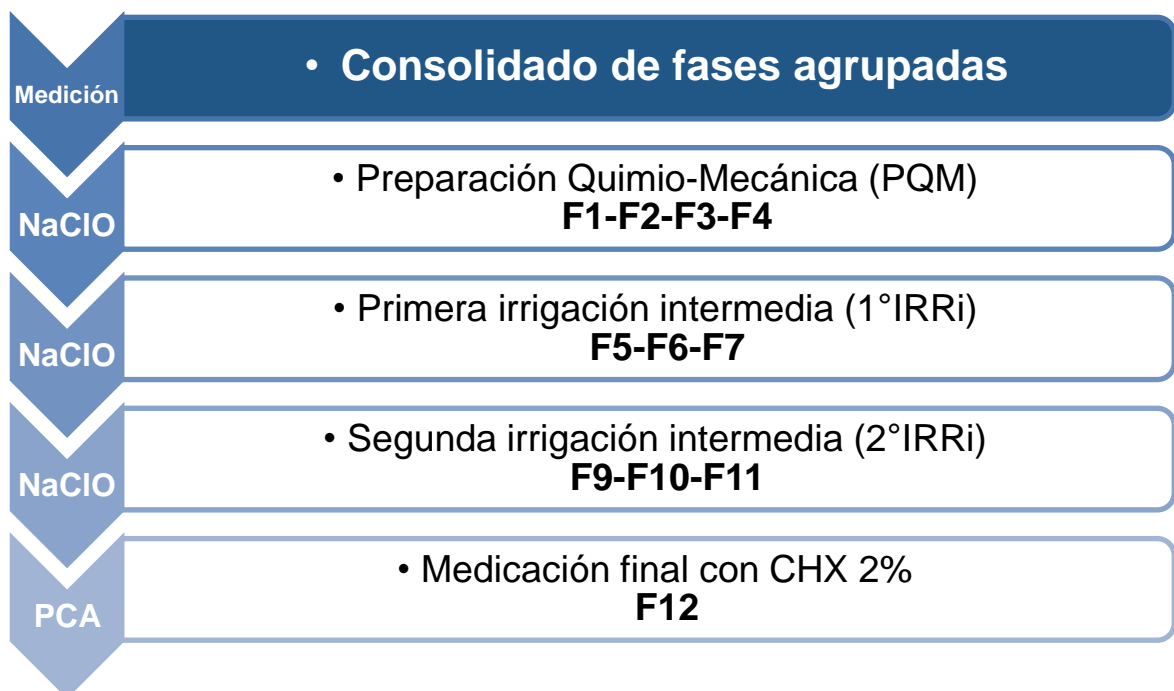 Medición
• Consolidado de fases agrupadas
NaClO
• Preparación Quimio-Mecánica (PQM)
F1-F2-F3-F4
NaClO
• Primera irrigación intermedia (1°IRRi)
F5-F6-F7
NaClO
• Segunda irrigación intermedia (2°IRRi)
F9-F10-F11
PCA
• Medicación final con CHX 2%
F12